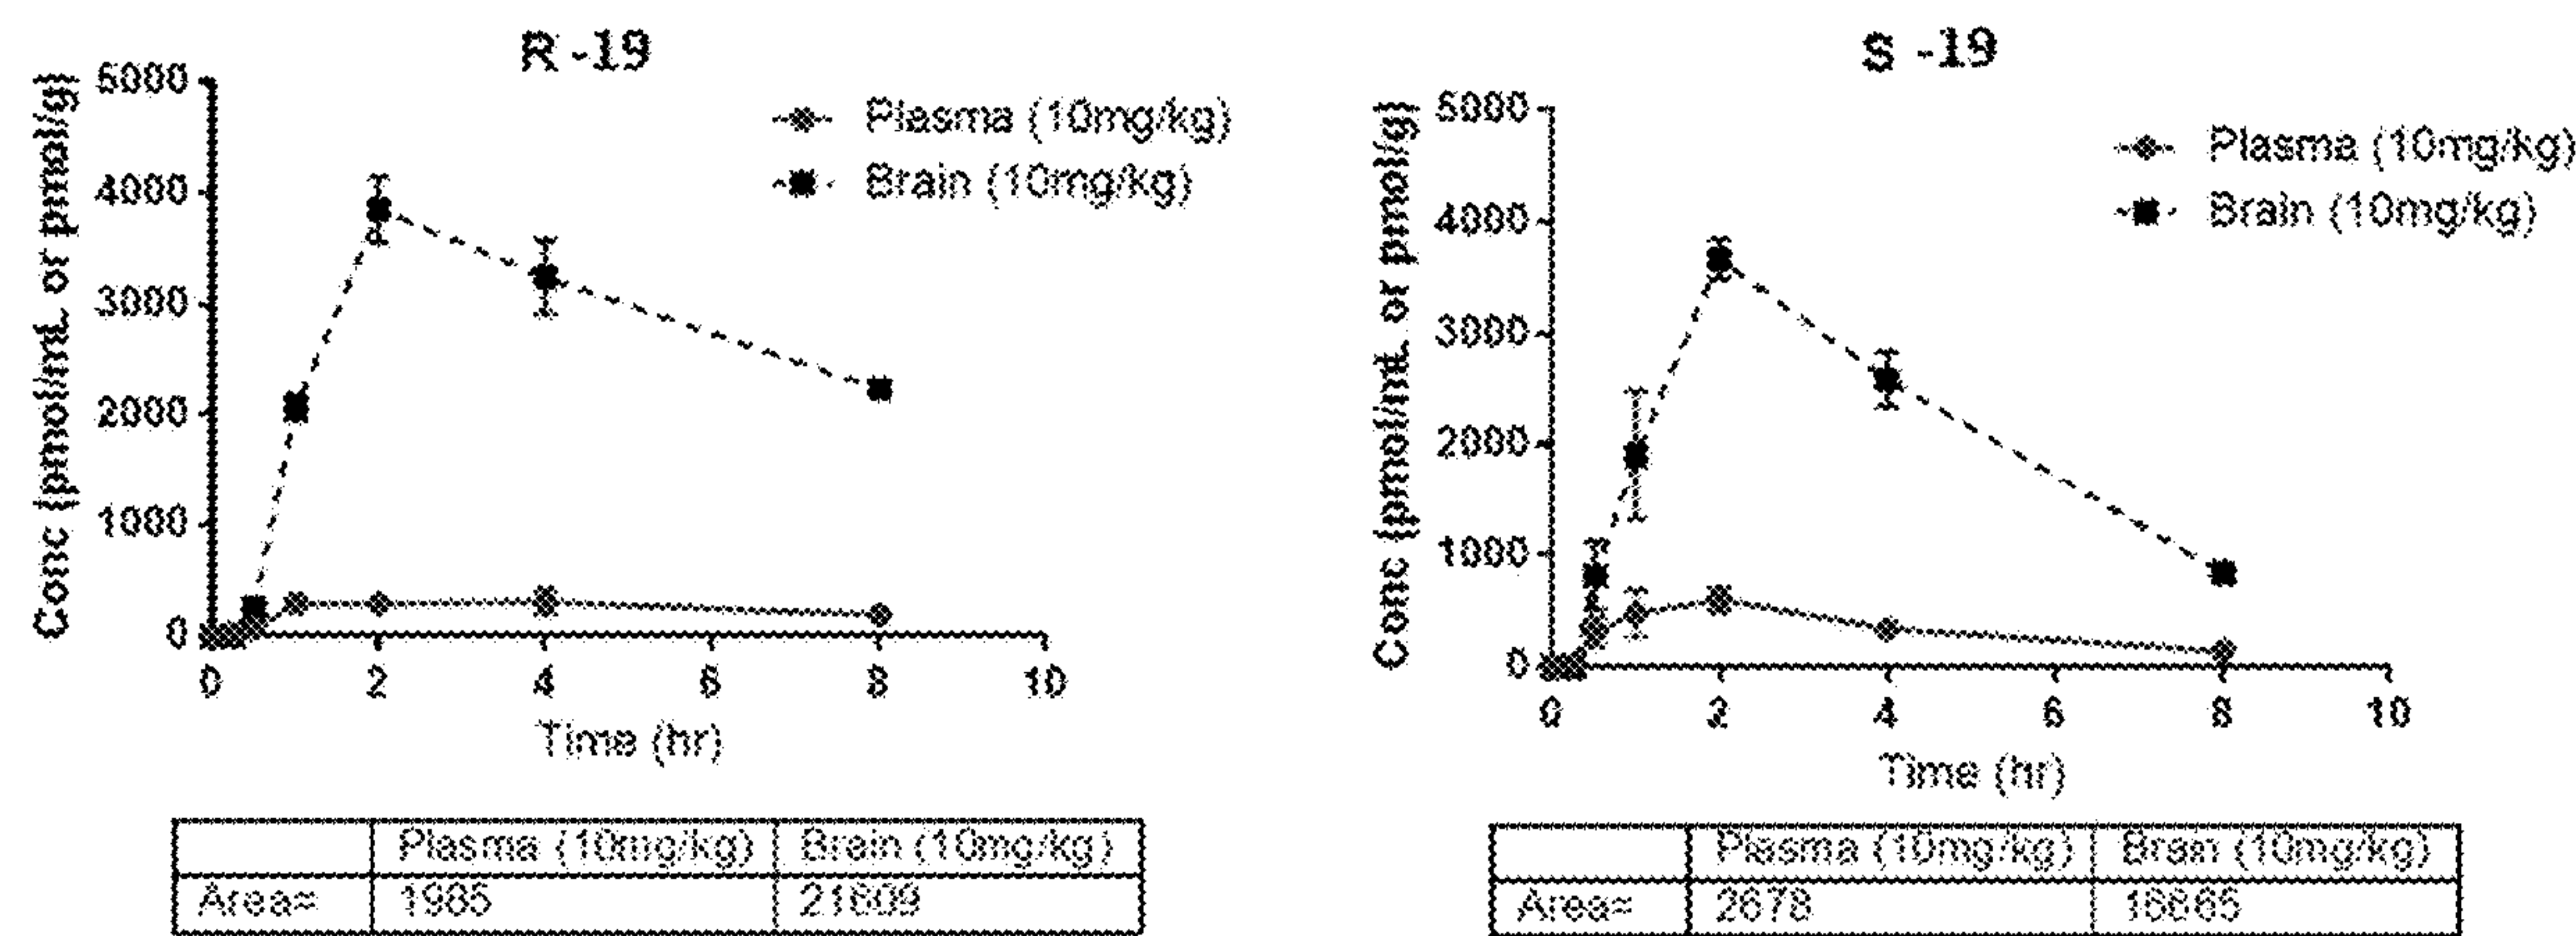 R -19
5000
4000
3000
2000
1000
0
Conc (pmol/mL or pmol/g)
Plasma (10mg/kg)
Brain (10mg/kg)
0 2 4 6 8 10
Time (hr)
Plasma (10mg/kg) Brain (10mg/kg)
Area= 1985
S -19
5000
4000
3000
2000
1000
0
Conc (pmol/mL or pmol/g)
Plasma (10mg/kg)
Brain (10mg/kg)
0 2 4 6 8 10
Time (hr)
Plasma (10mg/kg) Brain (10mg/kg)
Area= 2678